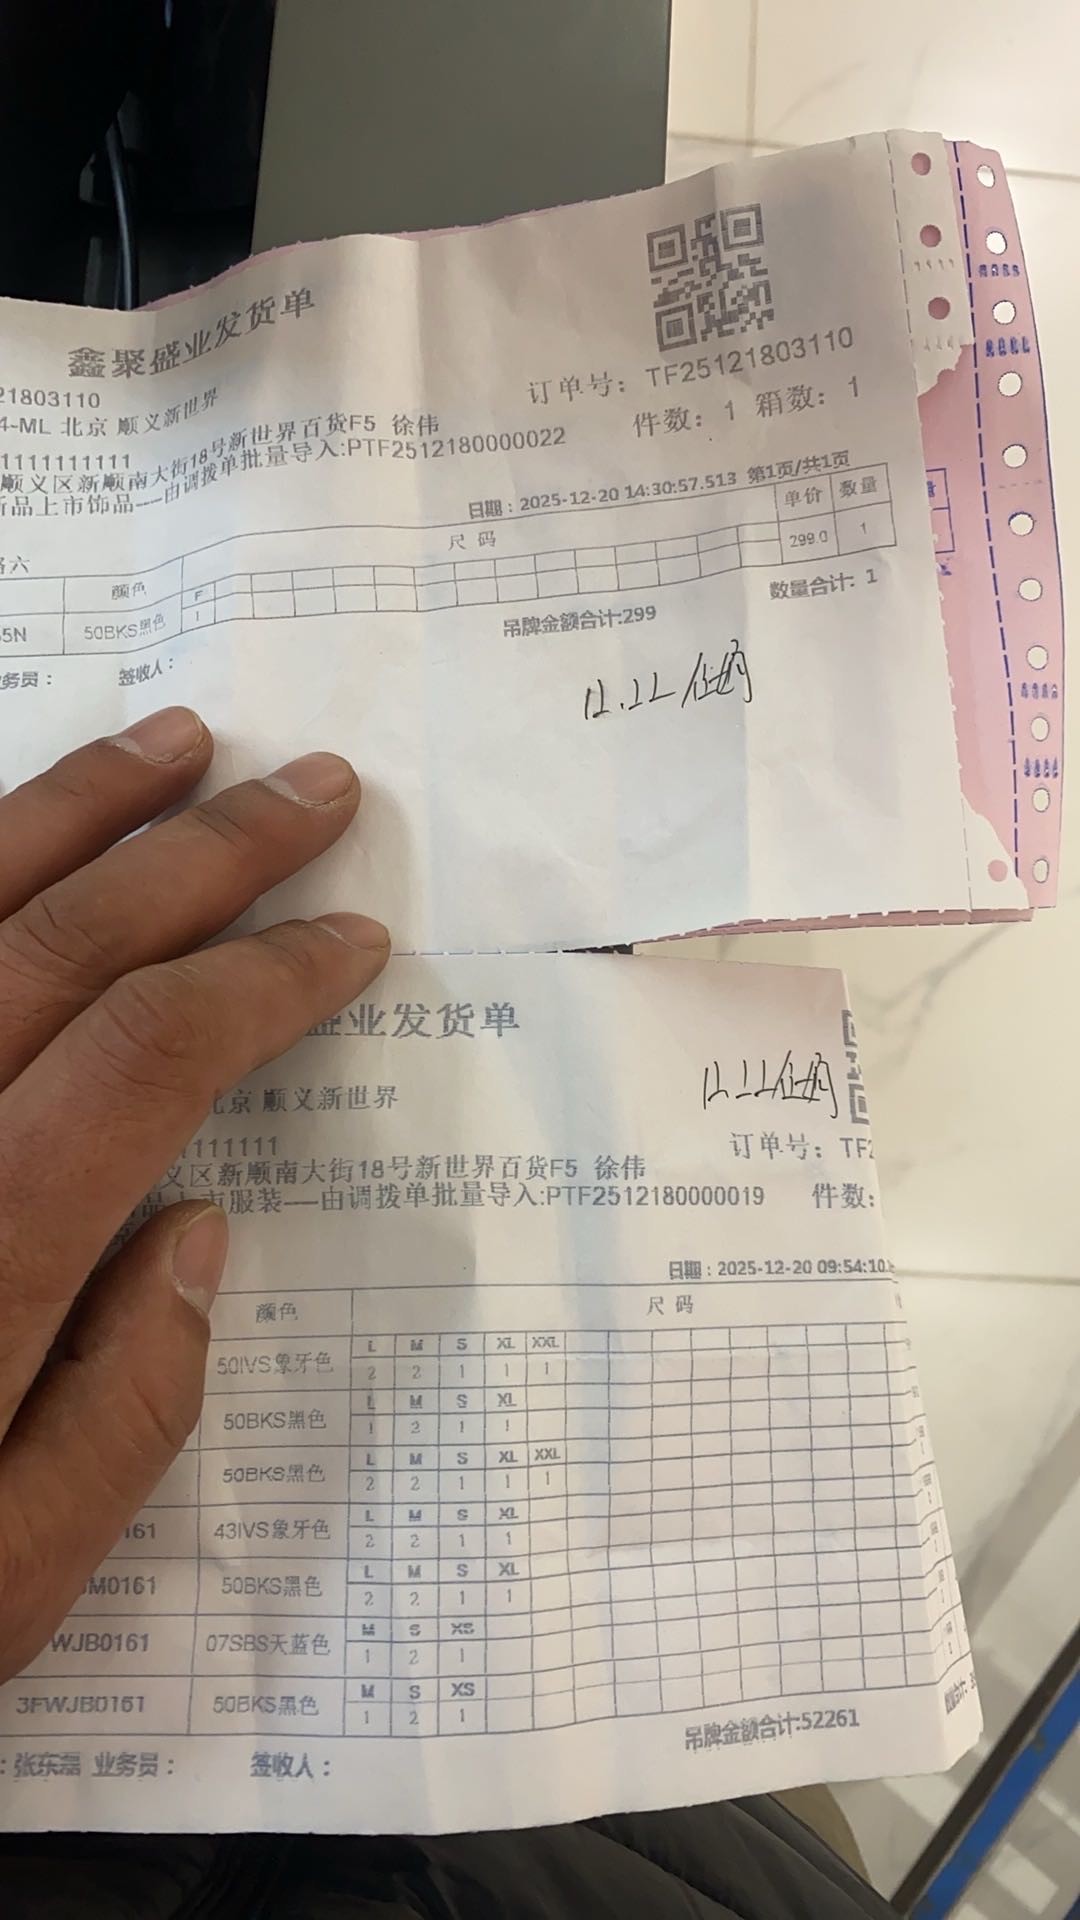 鑫聚盛业发货单
21803110
4-ML 北京 顺义新世界
1111111111
顺义区新顺南大街18号新世界百货F5 徐伟
新品上市饰品----由调拨单批量导入:PTF2512180000022
订单号: TF25121803110
件数: 1 箱数: 1
日期:2025-12-20 14:30:57.513 第1页/共1页
路六
颜色 尺 码 单价 数量
F
5N 50BKS黑色 1 299.0 1
吊牌金额合计:299 数量合计: 1
业务员: 签收人:
12.22
盛业发货单
12.22
北京 顺义新世界
1111111
订单号: TF2
义区新顺南大街18号新世界百货F5 徐伟
品上市服装----由调拨单批量导入:PTF2512180000019 件数:
日期:2025-12-20 09:54:10.
颜色 尺 码
L M S XL XXL
50IVS象牙色 2 2 1 1 1
L M S XL
50BKS黑色 1 2 1 1
L M S XL XXL
50BKS黑色 2 2 1 1 1
L M S XL
0161 43IVS象牙色 2 2 1 1
L M S XL
M0161 50BKS黑色 2 2 1 1
M S XS
WJB0161 07SBS天蓝色 1 2 1
M S XS
3FWJB0161 50BKS黑色 1 2 1
吊牌金额合计:52261
:张东磊 业务员: 签收人: